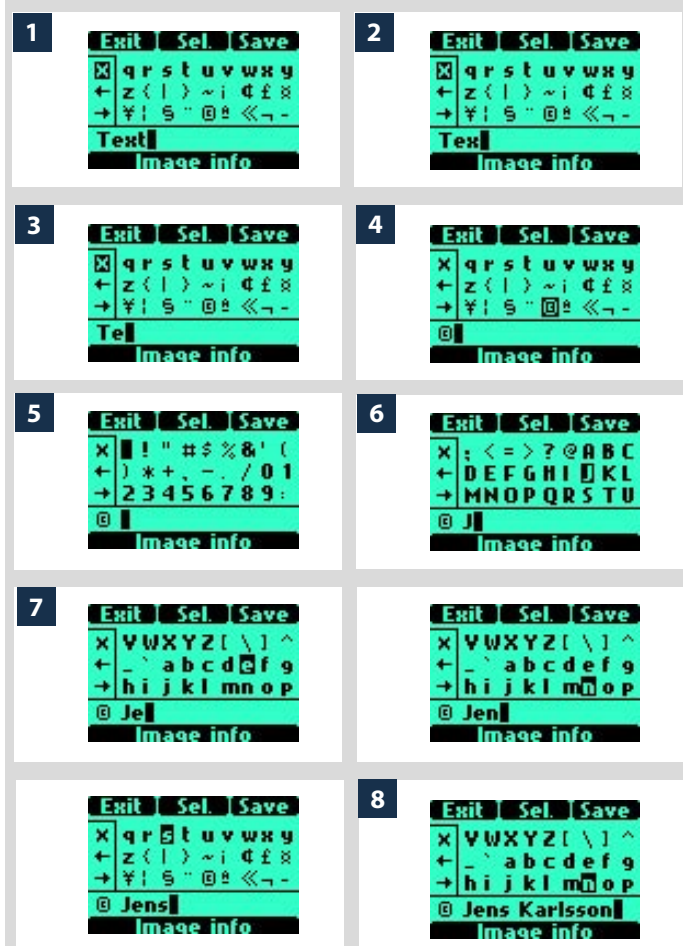 1
Exit Sel. Save
X q r s t u v w x y
← z { | } ~ ¡ ¢ £ ¤
→ ¥ ¦ § ¨ © ª « ¬ -
Text
Image info
2
Exit Sel. Save
X q r s t u v w x y
← z { | } ~ ¡ ¢ £ ¤
→ ¥ ¦ § ¨ © ª « ¬ -
Tex
Image info
3
Exit Sel. Save
X q r s t u v w x y
← z { | } ~ ¡ ¢ £ ¤
→ ¥ ¦ § ¨ © ª « ¬ -
Te
Image info
4
Exit Sel. Save
X q r s t u v w x y
← z { | } ~ ¡ ¢ £ ¤
→ ¥ ¦ § ¨ © ª « ¬ -
©
Image info
5
Exit Sel. Save
X ! " # $ % & ' (
← ) * + , - . / 0 1
→ 2 3 4 5 6 7 8 9 :
©
Image info
6
Exit Sel. Save
X ; < = > ? @ A B C
← D E F G H I J K L
→ M N O P Q R S T U
© J
Image info
7
Exit Sel. Save
X V W X Y Z [ \ ] ^
← _ ` a b c d e f g
→ h i j k l m n o p
© Je
Image info
Exit Sel. Save
X V W X Y Z [ \ ] ^
← _ ` a b c d e f g
→ h i j k l m n o p
© Jen
Image info
Exit Sel. Save
X q r s t u v w x y
← z { | } ~ ¡ ¢ £ ¤
→ ¥ ¦ § ¨ © ª « ¬ -
© Jens
Image info
8
Exit Sel. Save
X V W X Y Z [ \ ] ^
← _ ` a b c d e f g
→ h i j k l m n o p
© Jens Karlsson
Image info